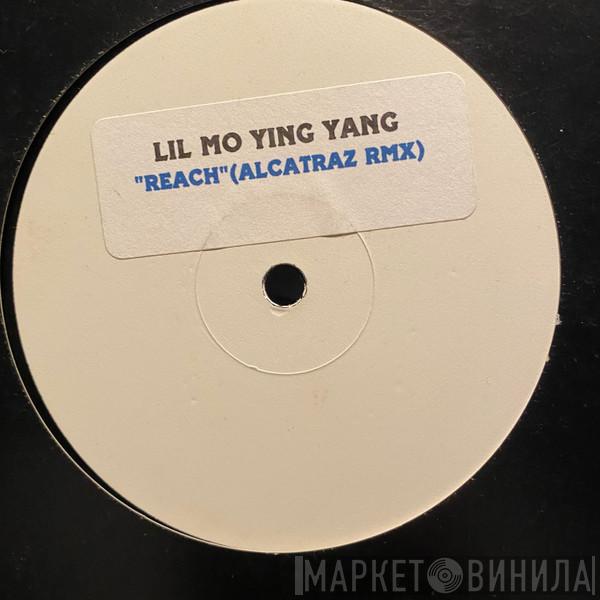 LIL MO YING YANG
"REACH"(ALCATRAZ RMX)
МАРКЕТ ВИНИЛА